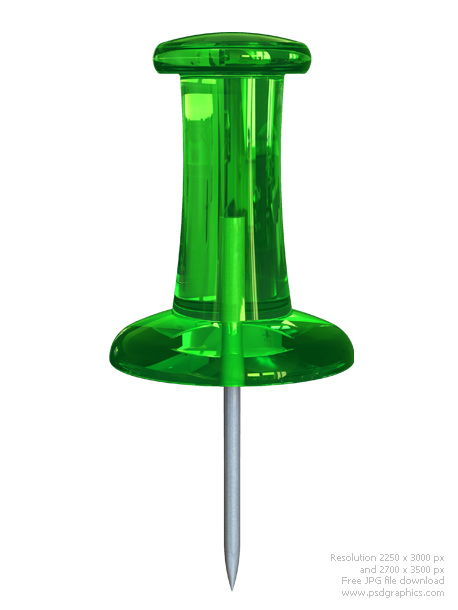 Resolution 2250 x 3000 px
and 2700 x 3500 px
Free JPG file download
www.psdgraphics.com